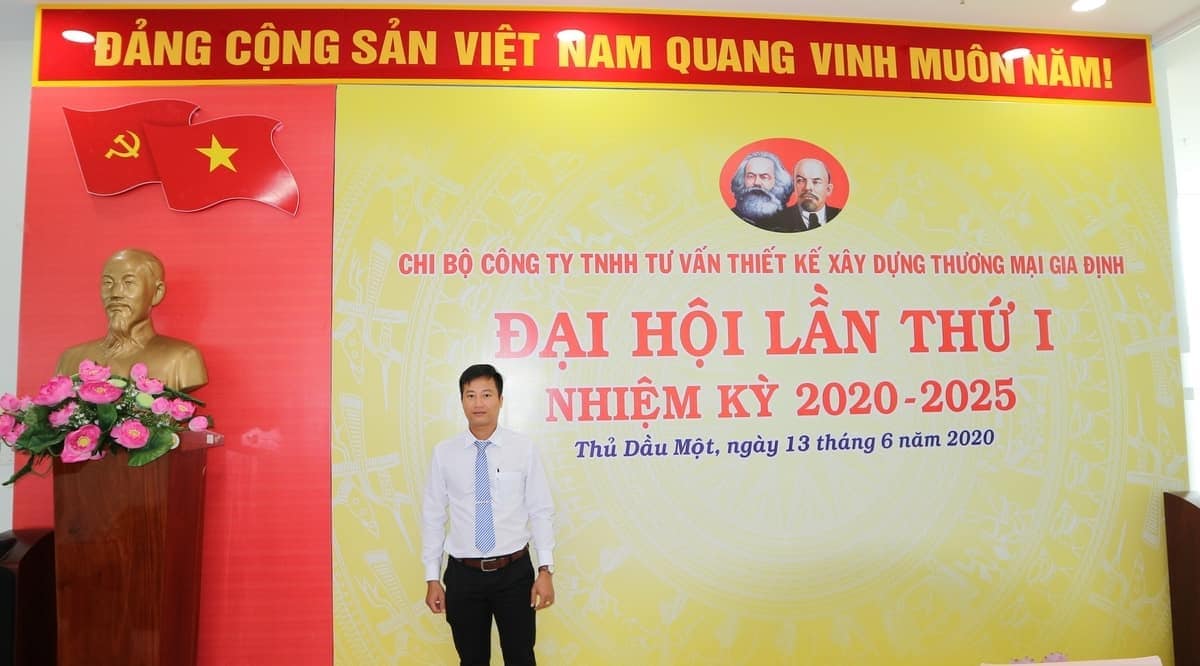 ĐẢNG CỘNG SẢN VIỆT NAM QUANG VINH MUÔN NĂM!
CHI BỘ CÔNG TY TNHH TƯ VẤN THIẾT KẾ XÂY DỰNG THƯƠNG MẠI GIA ĐỊNH
ĐẠI HỘI LẦN THỨ I
NHIỆM KỲ 2020-2025
Thủ Dầu Một, ngày 13 tháng 6 năm 2020